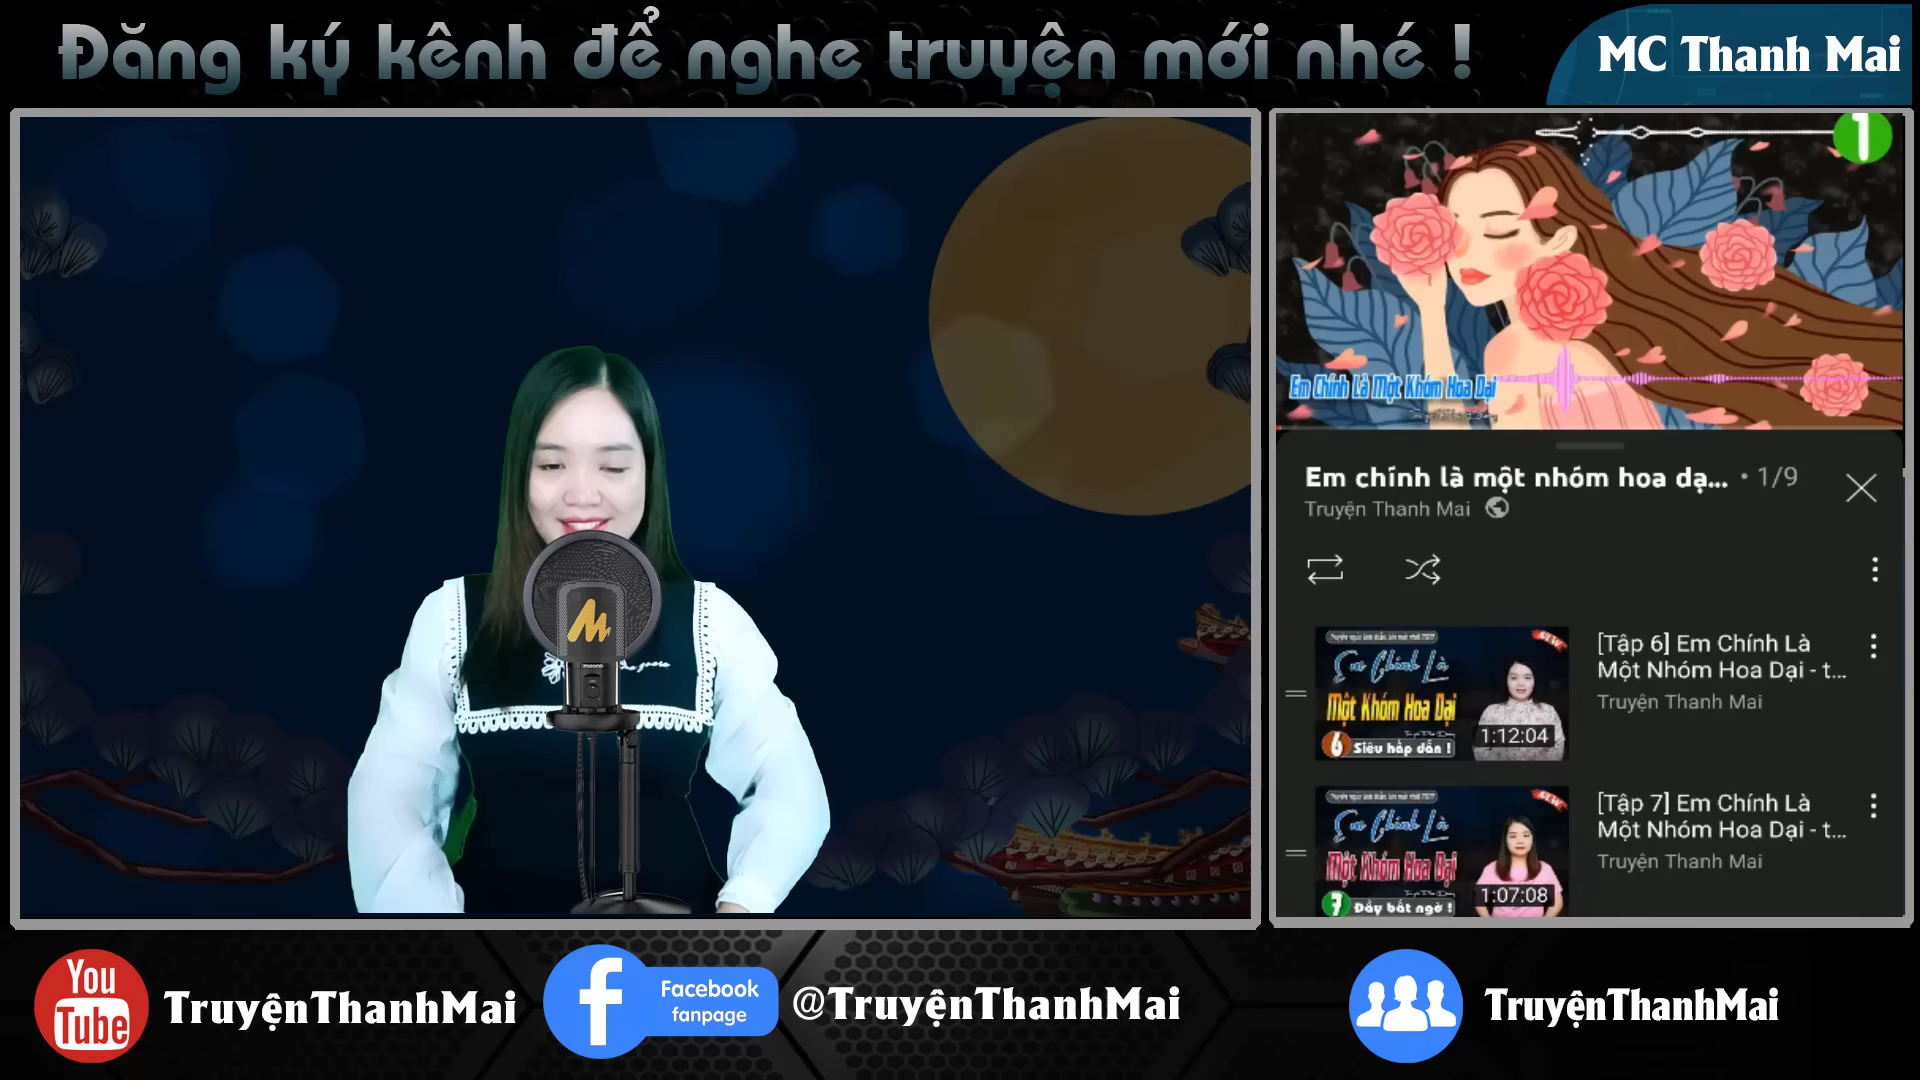 Đăng ký kênh để nghe truyện mới nhé !
MC Thanh Mai
1
Em Chính Là Một Khóm Hoa Dại
Em chính là một nhóm hoa dạ... • 1/9
Truyện Thanh Mai
Em Chính Là
Một Khóm Hoa Dại
6 Siêu hấp dẫn !
NEW
1:12:04
[Tập 6] Em Chính Là
Một Nhóm Hoa Dại - t...
Truyện Thanh Mai
Em Chính Là
Một Khóm Hoa Dại
7 Đầy bất ngờ !
NEW
1:07:08
[Tập 7] Em Chính Là
Một Nhóm Hoa Dại - t...
Truyện Thanh Mai
maono
You
Tube
TruyệnThanhMai
Facebook
fanpage
@TruyệnThanhMai
TruyệnThanhMai